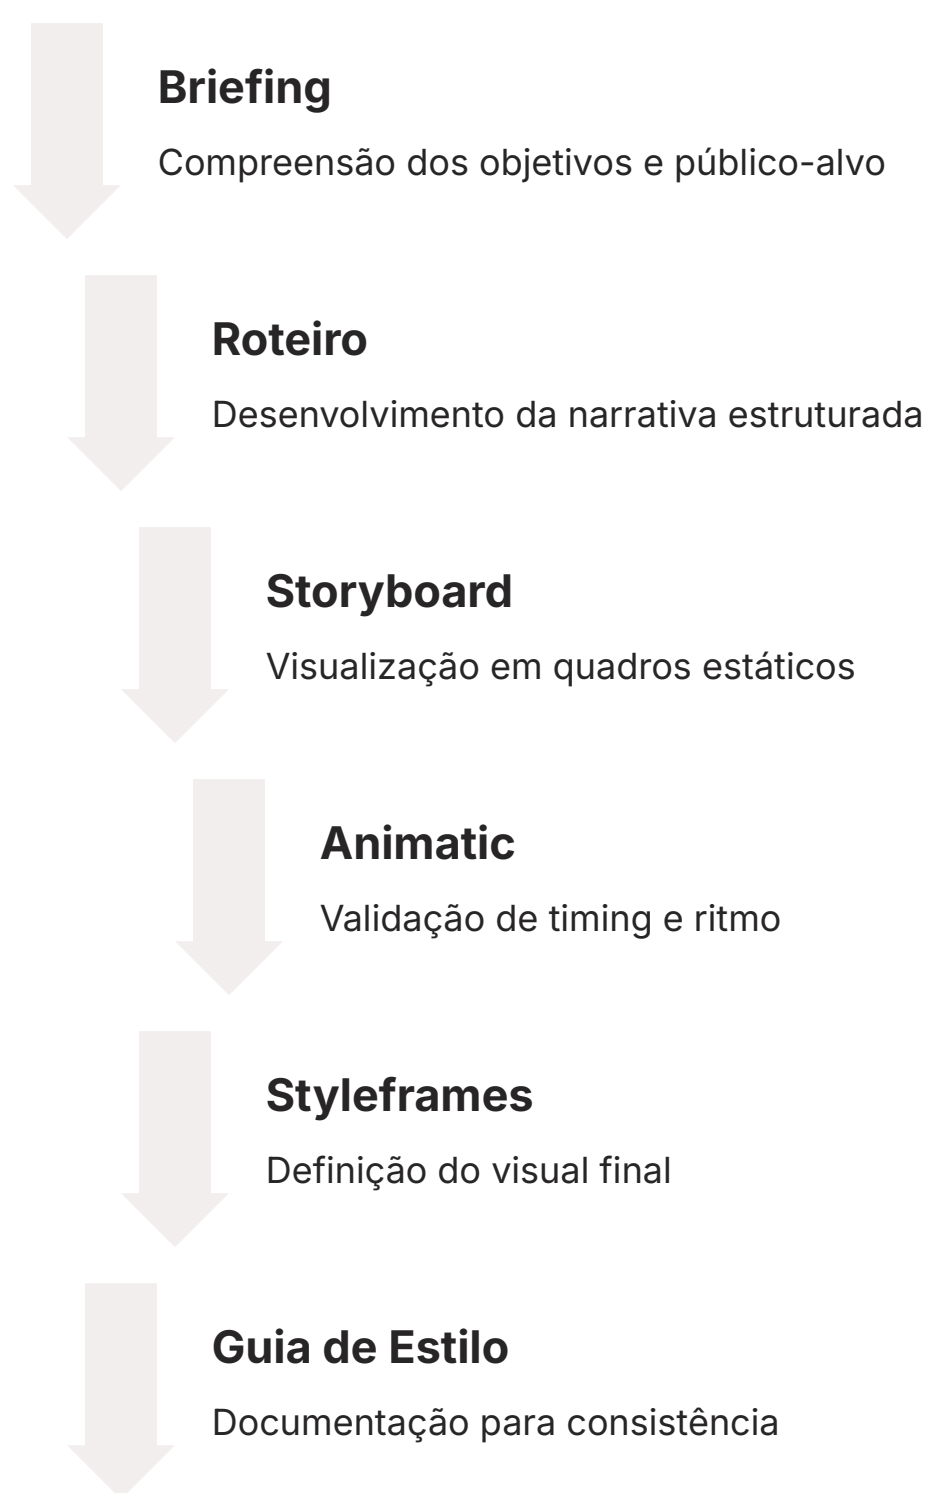 Briefing
Compreensão dos objetivos e público-alvo
Roteiro
Desenvolvimento da narrativa estruturada
Storyboard
Visualização em quadros estáticos
Animatic
Validação de timing e ritmo
Styleframes
Definição do visual final
Guia de Estilo
Documentação para consistência